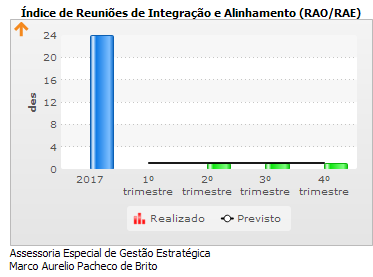 Índice de Reuniões de Integração e Alinhamento (RAO/RAE)
des
24
20
16
12
8
4
0
2017
1º trimestre
2º trimestre
3º trimestre
4º trimestre
Realizado
Previsto
Assessoria Especial de Gestão Estratégica
Marco Aurelio Pacheco de Brito